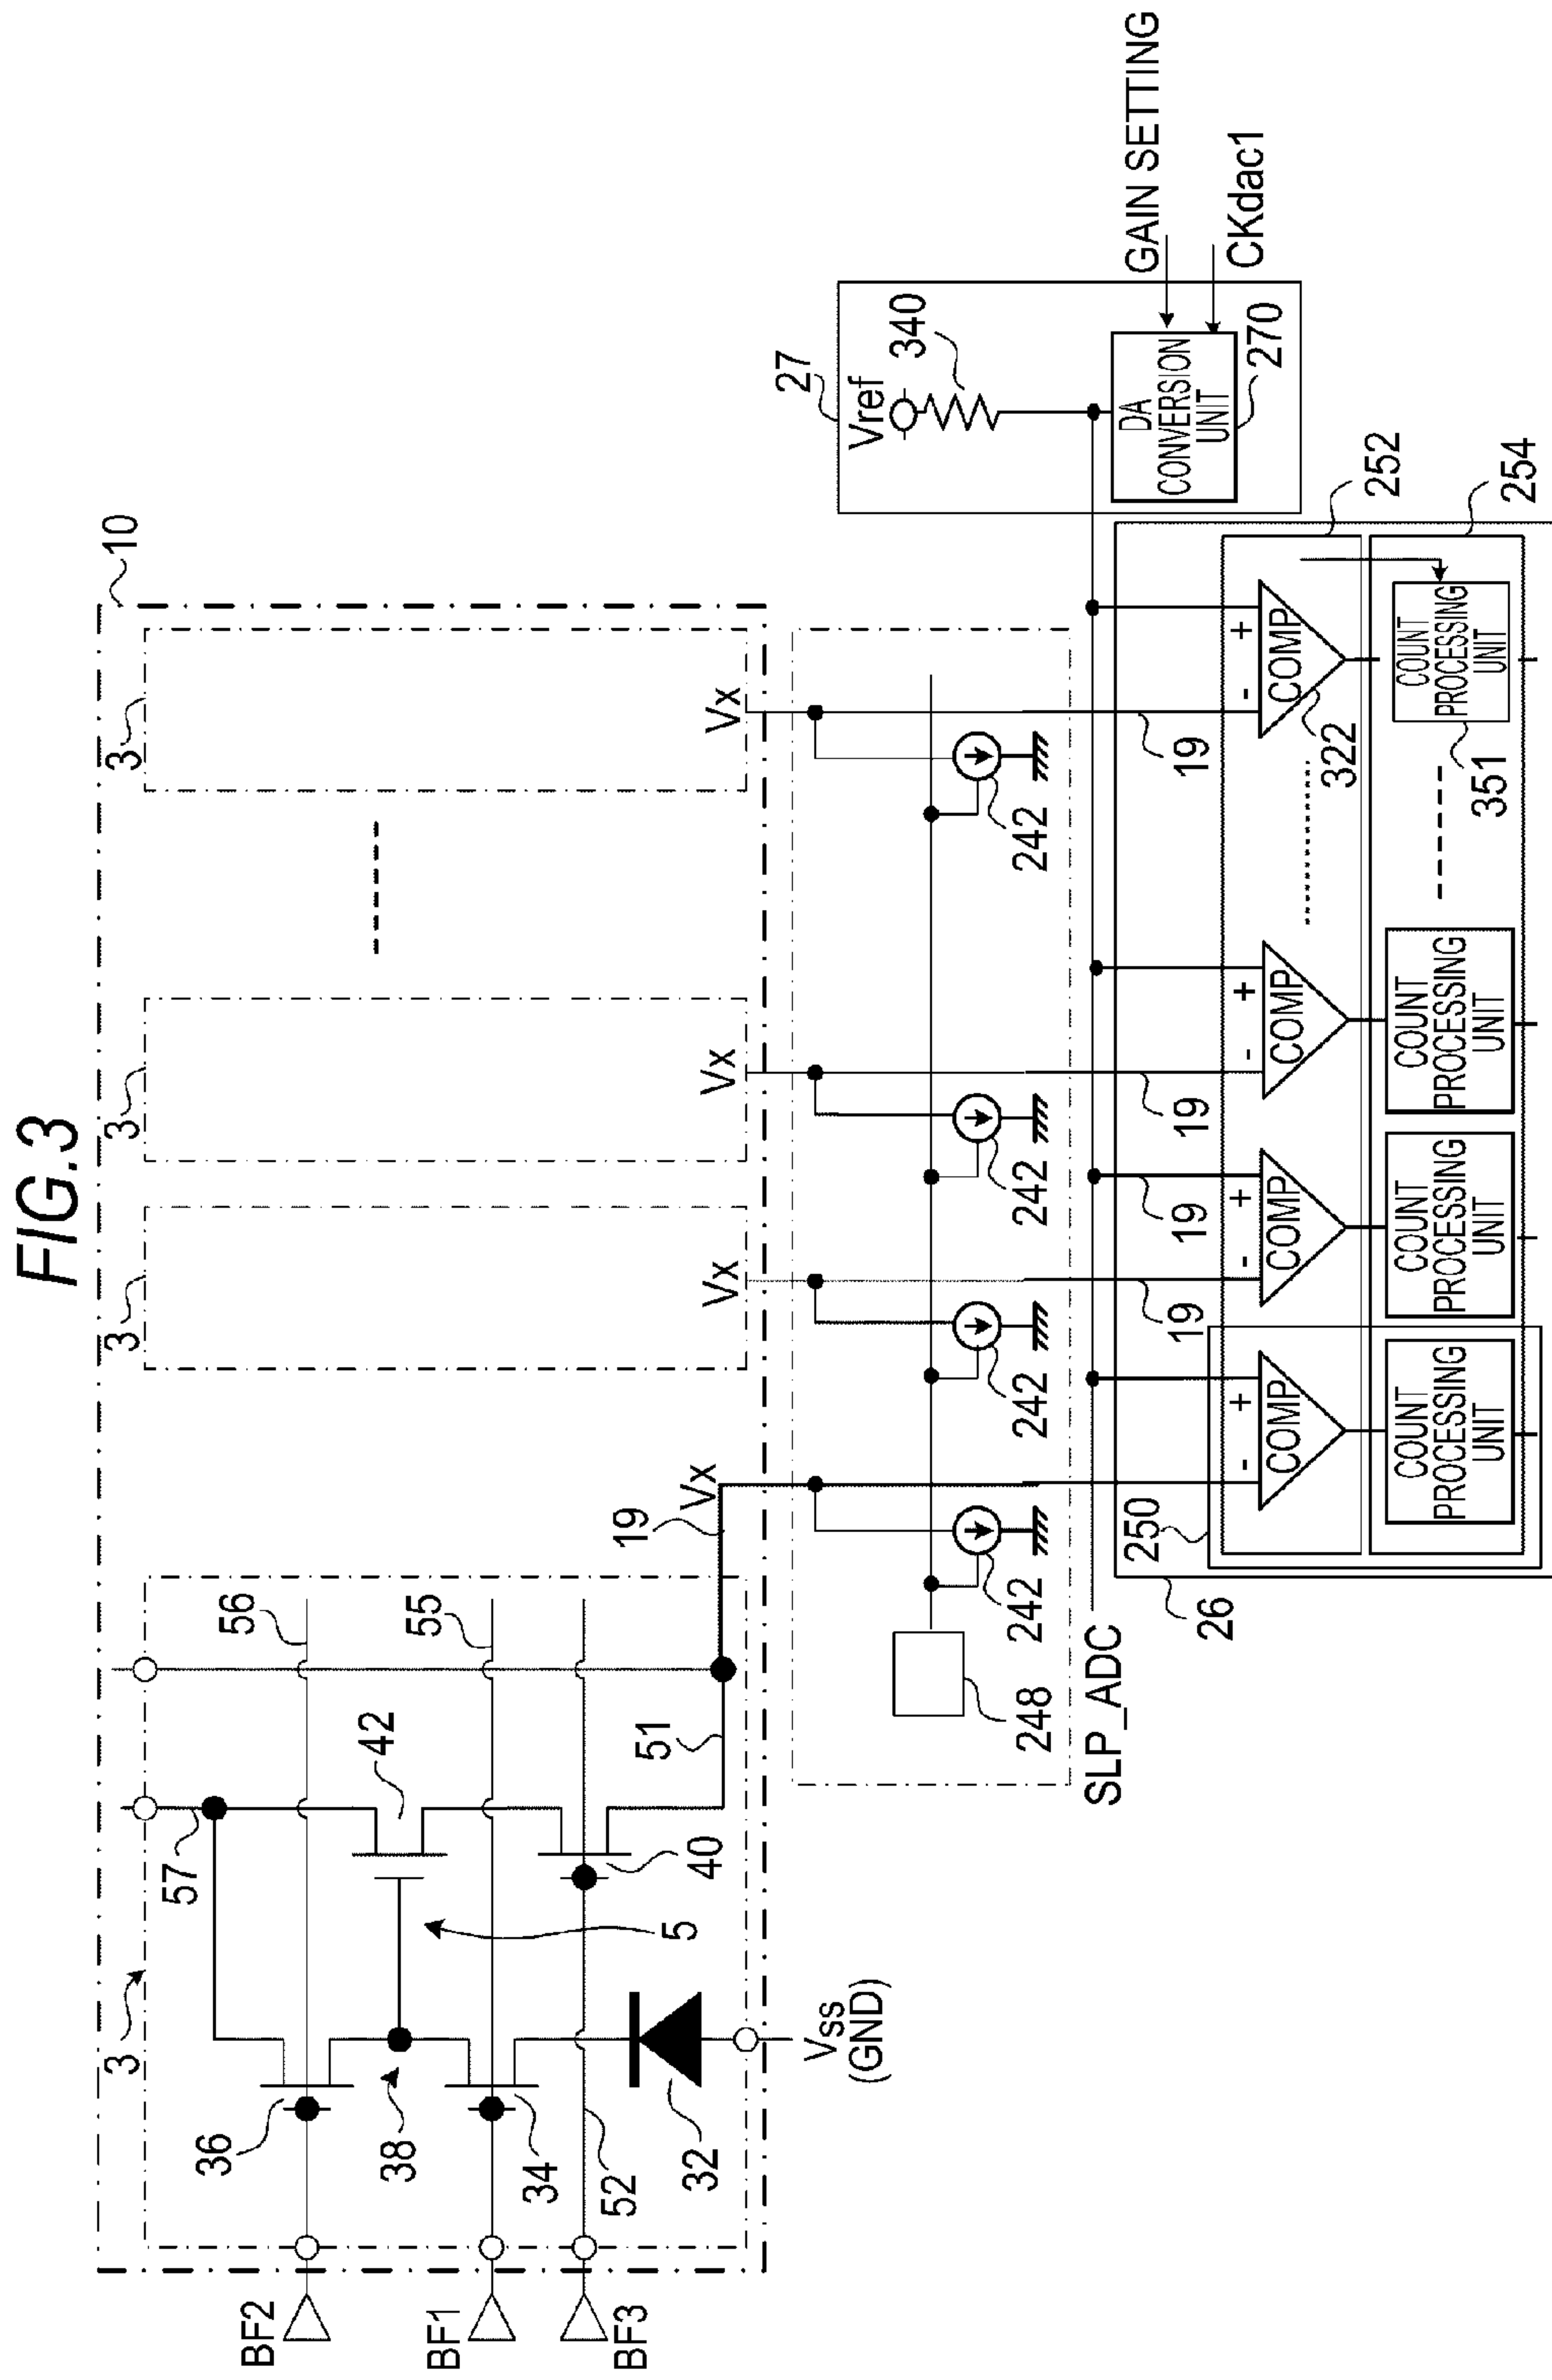 FIG.3
10
3
3
3
3
57
56
36
42
38
5
55
34
40
51
52
32
19
Vx
Vx
Vx
Vx
BF2
BF1
BF3
Vss
(GND)
27
Vref
340
GAIN SETTING
CKdac1
DA
CONVERSION
UNIT
270
248
242
242
242
242
SLP_ADC
19
19
19
19
26
250
252
254
- +
COMP
- +
COMP
- +
COMP
- +
COMP
322
COUNT
PROCESSING
UNIT
COUNT
PROCESSING
UNIT
COUNT
PROCESSING
UNIT
COUNT
PROCESSING
UNIT
351